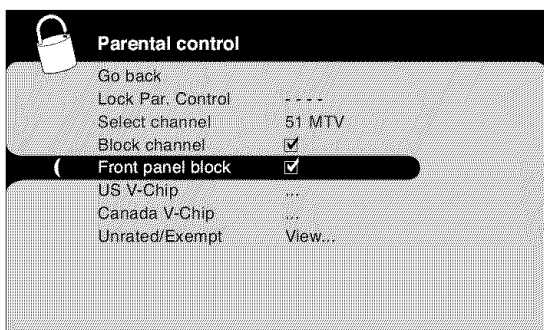 Parental control
Go back
Lock Par. Control - - - -
Select channel 51 MTV
Block channel
Front panel block
US V-Chip ...
Canada V-Chip ...
Unrated/Exempt View...